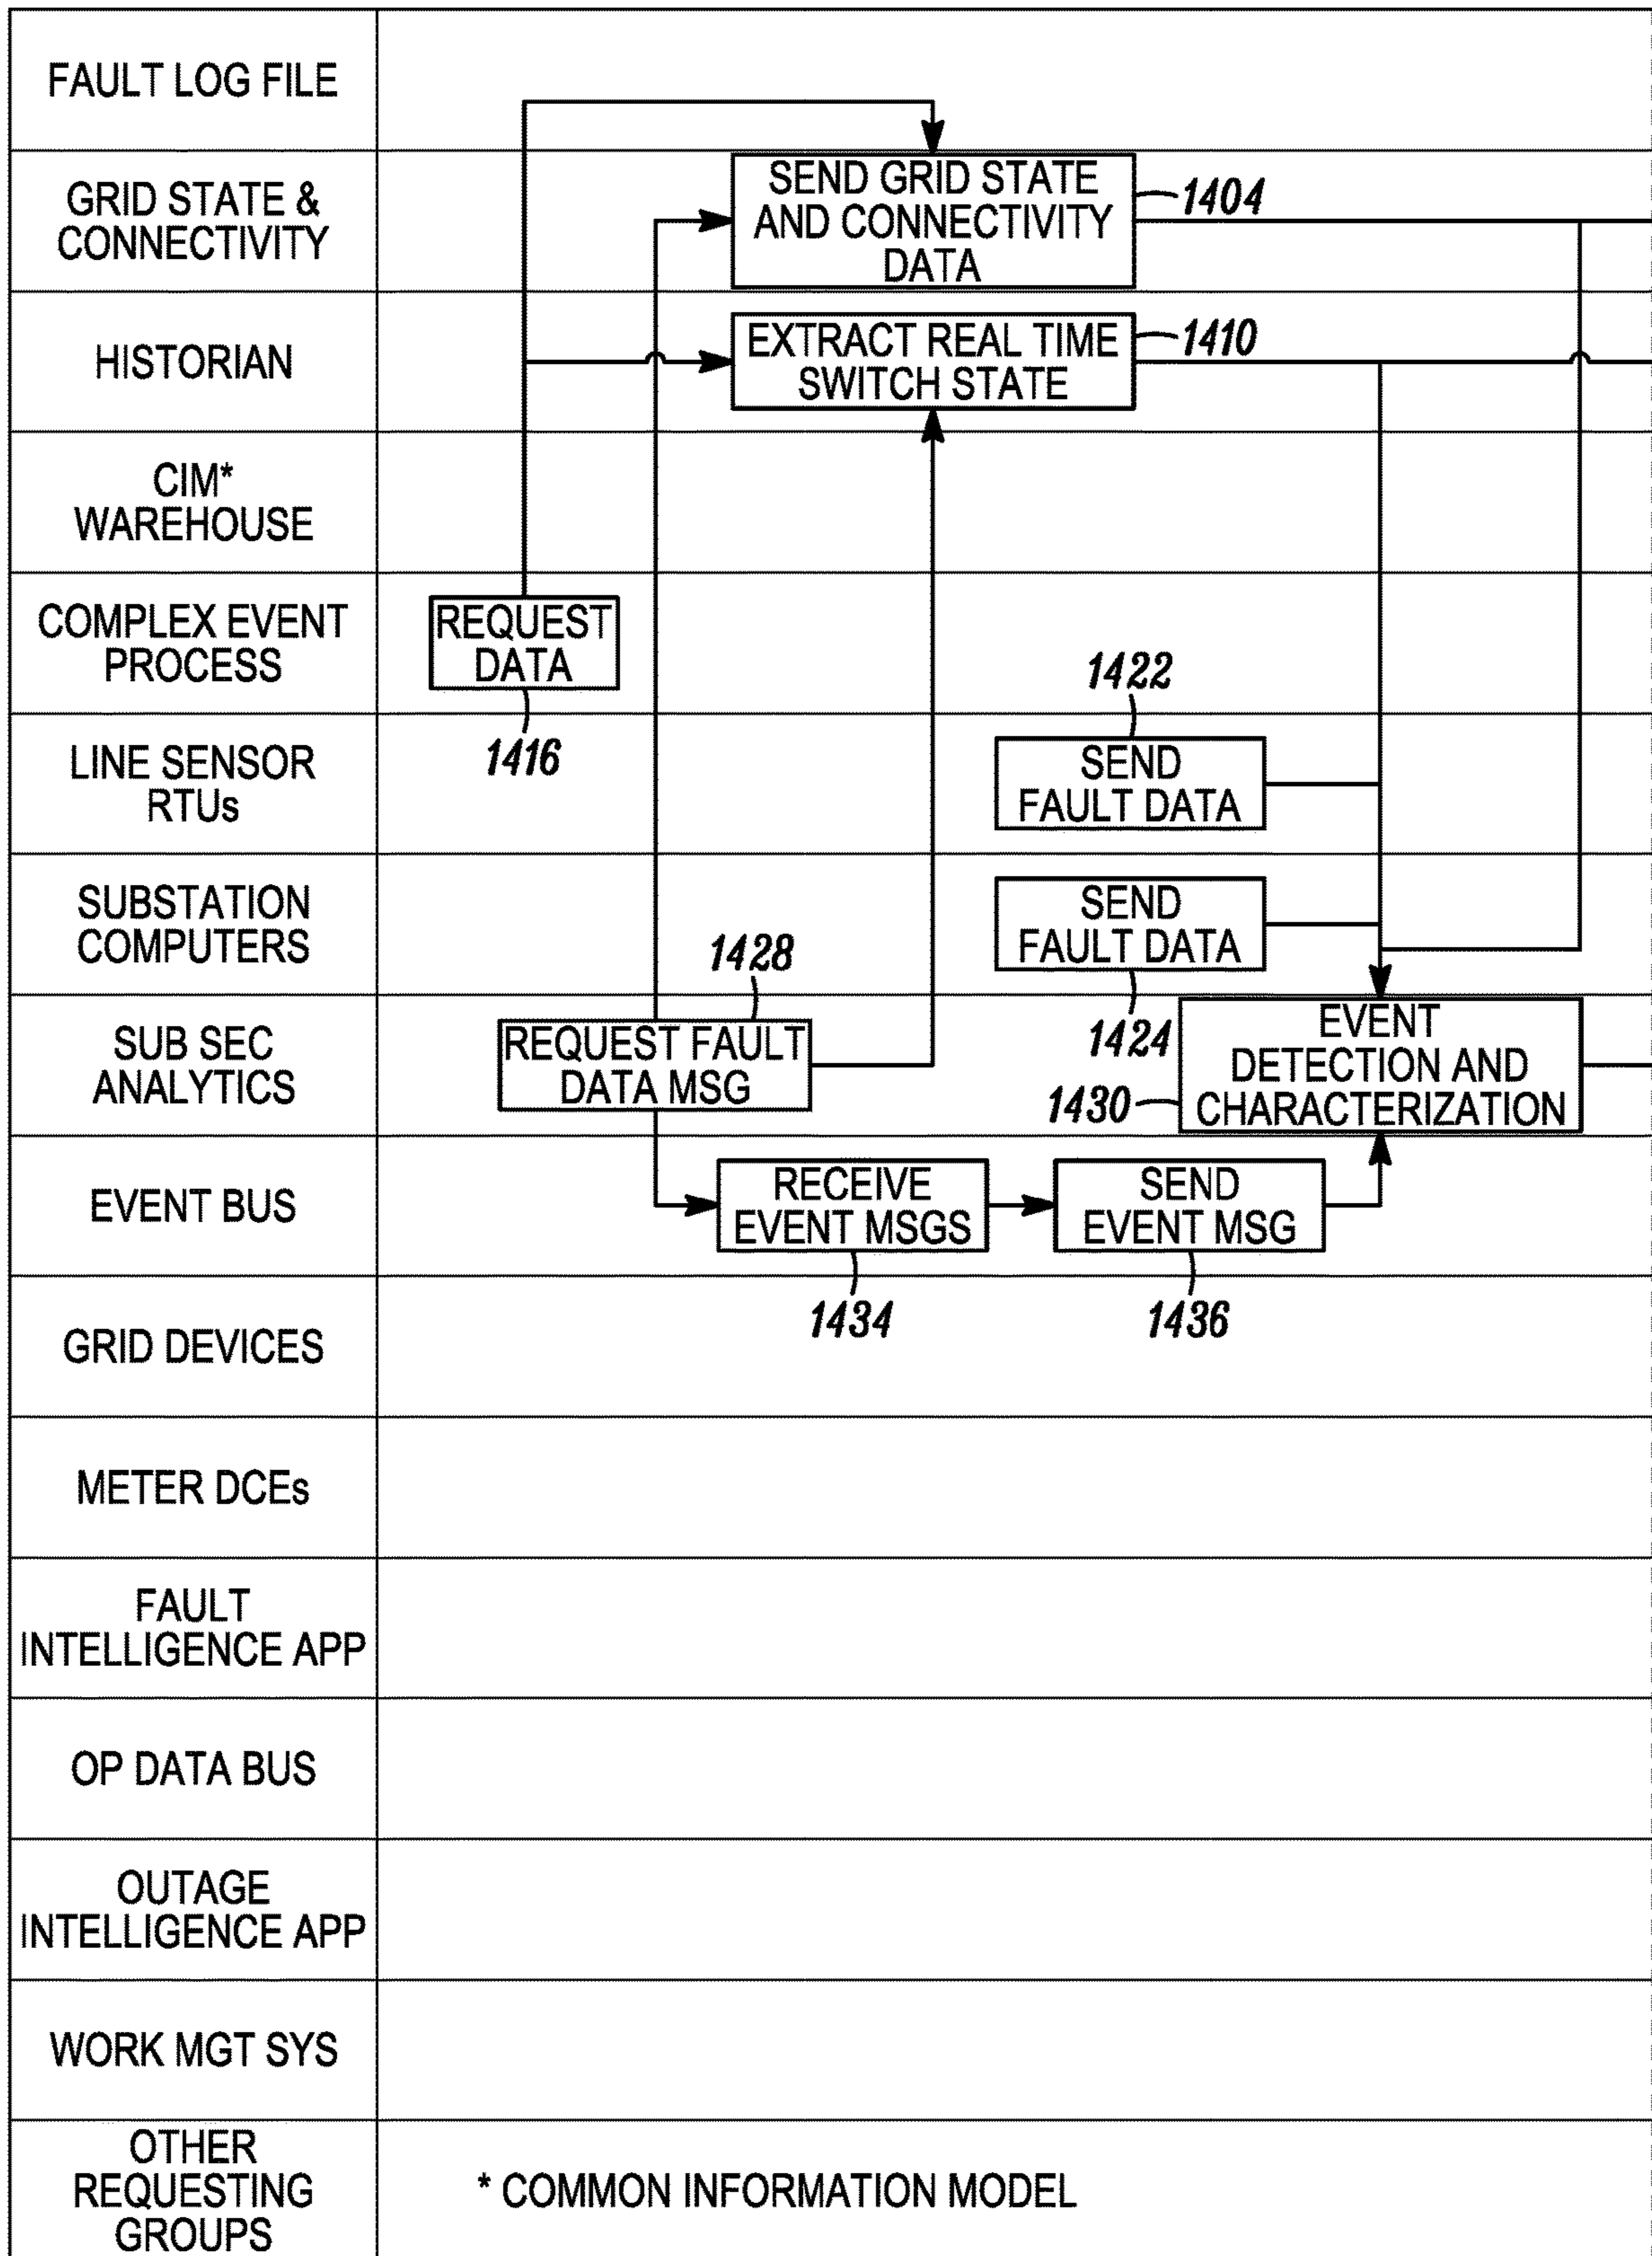 FAULT LOG FILE
GRID STATE &
CONNECTIVITY
SEND GRID STATE
AND CONNECTIVITY
DATA
1404
HISTORIAN
EXTRACT REAL TIME
SWITCH STATE
1410
CIM*
WAREHOUSE
COMPLEX EVENT
PROCESS
REQUEST
DATA
1416
1422
LINE SENSOR
RTUs
SEND
FAULT DATA
SUBSTATION
COMPUTERS
SEND
FAULT DATA
1424
1428
SUB SEC
ANALYTICS
REQUEST FAULT
DATA MSG
EVENT
DETECTION AND
CHARACTERIZATION
1430
EVENT BUS
RECEIVE
EVENT MSGS
1434
SEND
EVENT MSG
1436
GRID DEVICES
METER DCEs
FAULT
INTELLIGENCE APP
OP DATA BUS
OUTAGE
INTELLIGENCE APP
WORK MGT SYS
OTHER
REQUESTING
GROUPS
* COMMON INFORMATION MODEL